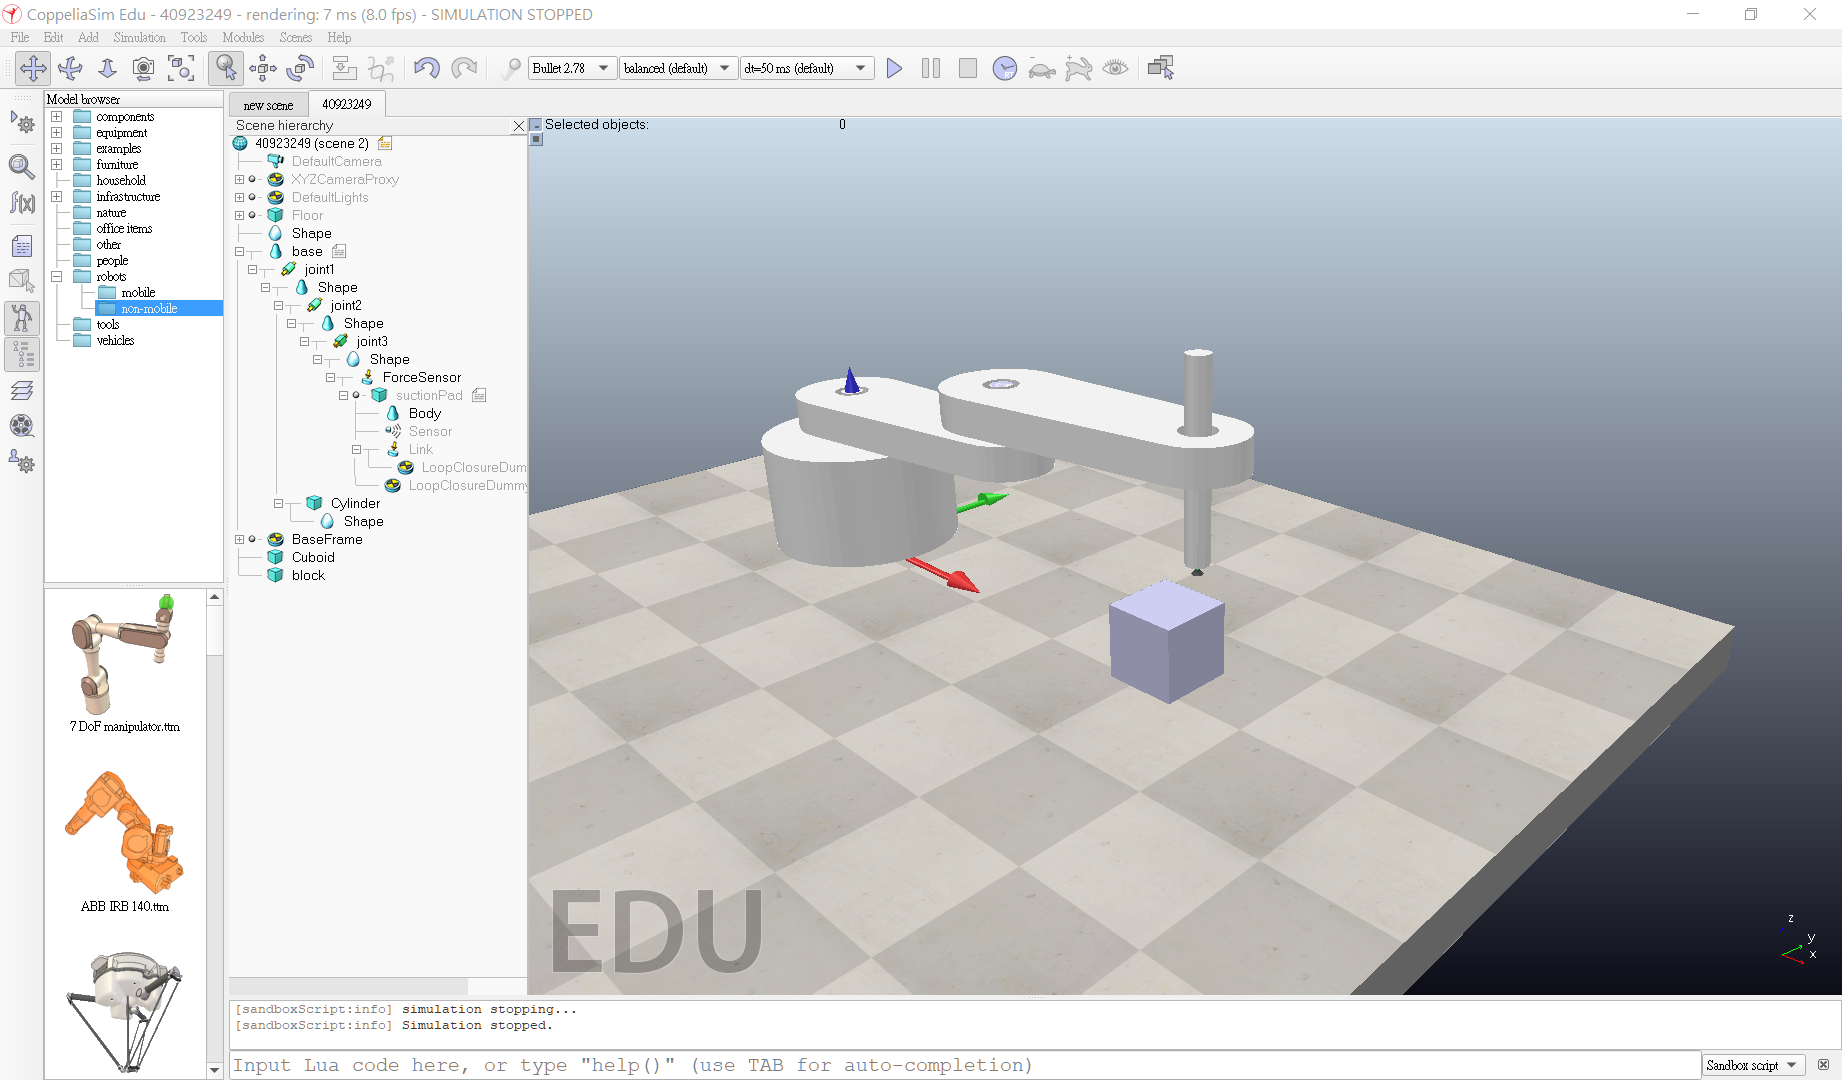 CoppeliaSim Edu - 40923249 - rendering: 7 ms (8.0 fps) - SIMULATION STOPPED
File Edit Add Simulation Tools Modules Scenes Help
Bullet 2.78 balanced (default) dt=50 ms (default) RT
Model browser
components
equipment
examples
furniture
household
infrastructure
nature
office items
other
people
robots
mobile
non-mobile
tools
vehicles
7 DoF manipulator.ttm
ABB IRB 140.ttm
new scene 40923249
Scene hierarchy
40923249 (scene 2)
DefaultCamera
XYZCameraProxy
DefaultLights
Floor
Shape
base
joint1
Shape
joint2
Shape
joint3
Shape
ForceSensor
suctionPad
Body
Sensor
Link
LoopClosureDum
LoopClosureDummy
Cylinder
Shape
BaseFrame
Cuboid
block
Selected objects: 0
EDU
z
y
x
[sandboxScript:info] simulation stopping...
[sandboxScript:info] Simulation stopped.
Input Lua code here, or type "help()" (use TAB for auto-completion)
Sandbox script
f(x)